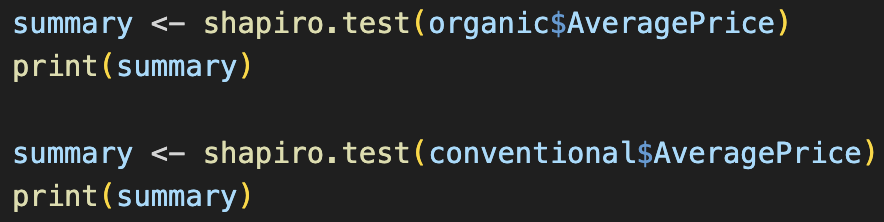 summary <- shapiro.test(organic$AveragePrice)
print(summary)
summary <- shapiro.test(conventional$AveragePrice)
print(summary)